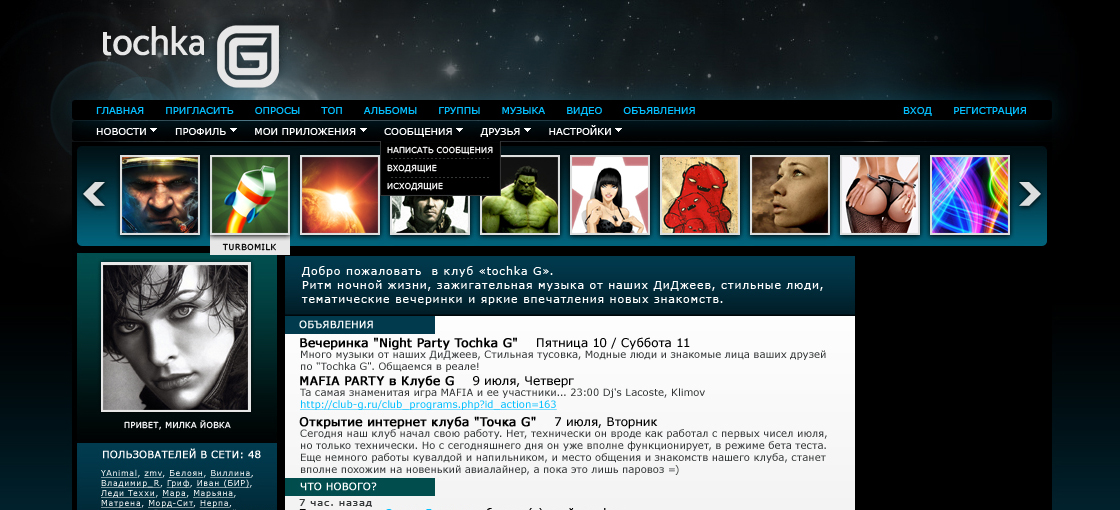 tochka G
ГЛАВНАЯ ПРИГЛАСИТЬ ОПРОСЫ ТОП АЛЬБОМЫ ГРУППЫ МУЗЫКА ВИДЕО ОБЪЯВЛЕНИЯ ВХОД РЕГИСТРАЦИЯ
НОВОСТИ ПРОФИЛЬ МОИ ПРИЛОЖЕНИЯ СООБЩЕНИЯ ДРУЗЬЯ НАСТРОЙКИ
НАПИСАТЬ СООБЩЕНИЯ
ВХОДЯЩИЕ
ИСХОДЯЩИЕ
TURBOMILK
ПРИВЕТ, МИЛКА ЙОВКА
ПОЛЬЗОВАТЕЛЕЙ В СЕТИ: 48
YAnimal, zmv, Белоян, Виллина,
Владимир_R, Гриф, Иван (БИР),
Леди Теххи, Мара, Марьяна,
Матрена, Морд-Сит, Нерпа,
Добро пожаловать в клуб «tochka G».
Ритм ночной жизни, зажигательная музыка от наших ДиДжеев, стильные люди,
тематические вечеринки и яркие впечатления новых знакомств.
ОБЪЯВЛЕНИЯ
Вечеринка "Night Party Tochka G" Пятница 10 / Суббота 11
Много музыки от наших ДиДжеев, Стильная тусовка, Модные люди и знакомые лица ваших друзей
по "Tochka G". Общаемся в реале!
MAFIA PARTY в Клубе G 9 июля, Четверг
Та самая знаменитая игра MAFIA и ее участники... 23:00 Dj's Lacoste, Klimov
http://club-g.ru/club_programs.php?id_action=163
Открытие интернет клуба "Точка G" 7 июля, Вторник
Сегодня наш клуб начал свою работу. Нет, технически он вроде как работал с первых чисел июля,
но только технически. Но с сегодняшнего дня он уже вполне функционирует, в режиме бета теста.
Еще немного работы кувалдой и напильником, и место общения и знакомств нашего клуба, станет
вполне похожим на новенький авиалайнер, а пока это лишь паровоз =)
ЧТО НОВОГО?
7 час. назад